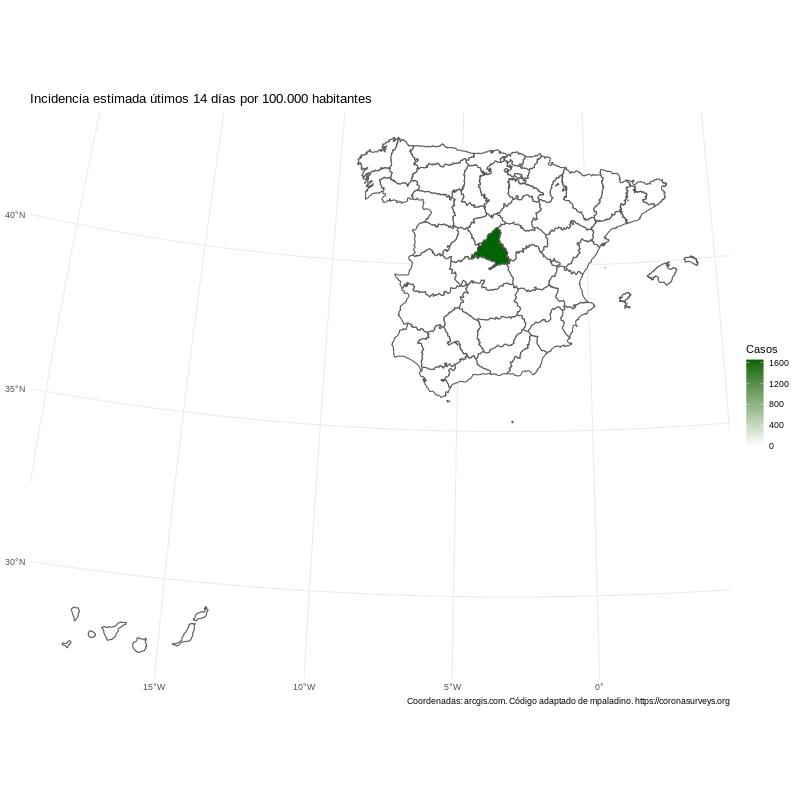 Incidencia estimada útimos 14 días por 100.000 habitantes
40°N
35°N
30°N
15°W
10°W
5°W
0°
Casos
1600
1200
800
400
0
Coordenadas: arcgis.com. Código adaptado de mpaladino. https://coronasurveys.org